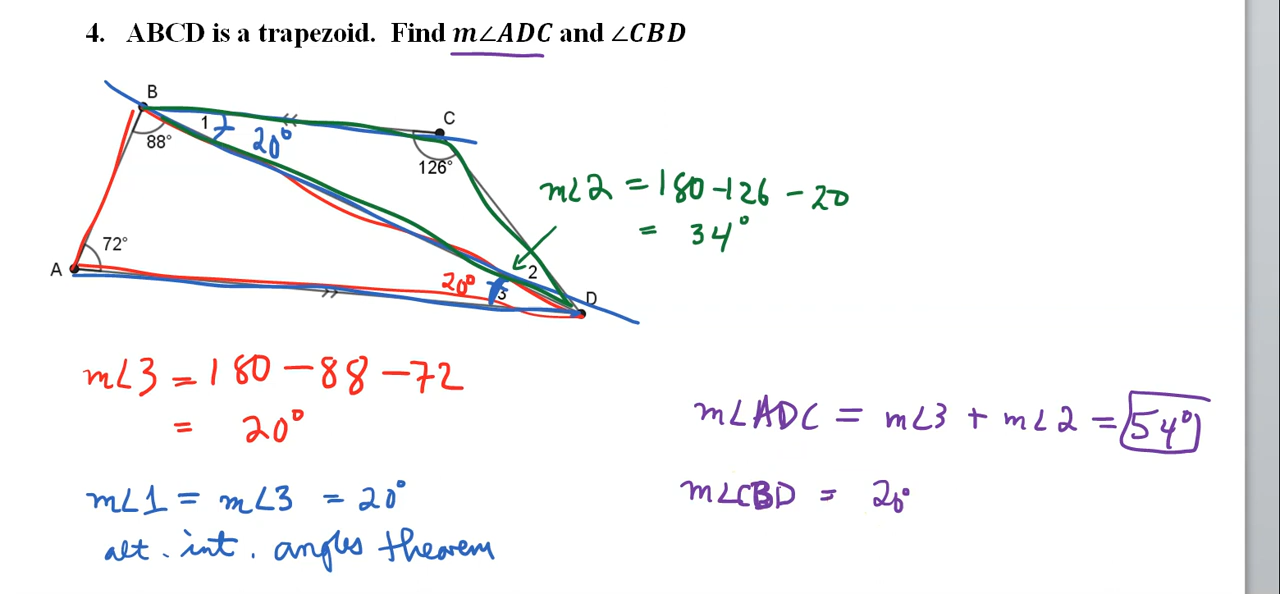 4. ABCD is a trapezoid. Find m∠ADC and ∠CBD
B
C
1
20°
88°
126°
m∠2 = 180-126 - 20
= 34°
72°
A
20°
3
2
D
m∠3 = 180 - 88 - 72
= 20°
m∠ADC = m∠3 + m∠2 = 54°
m∠1 = m∠3 = 20°
m∠CBD = 20°
alt. int. angles theorem